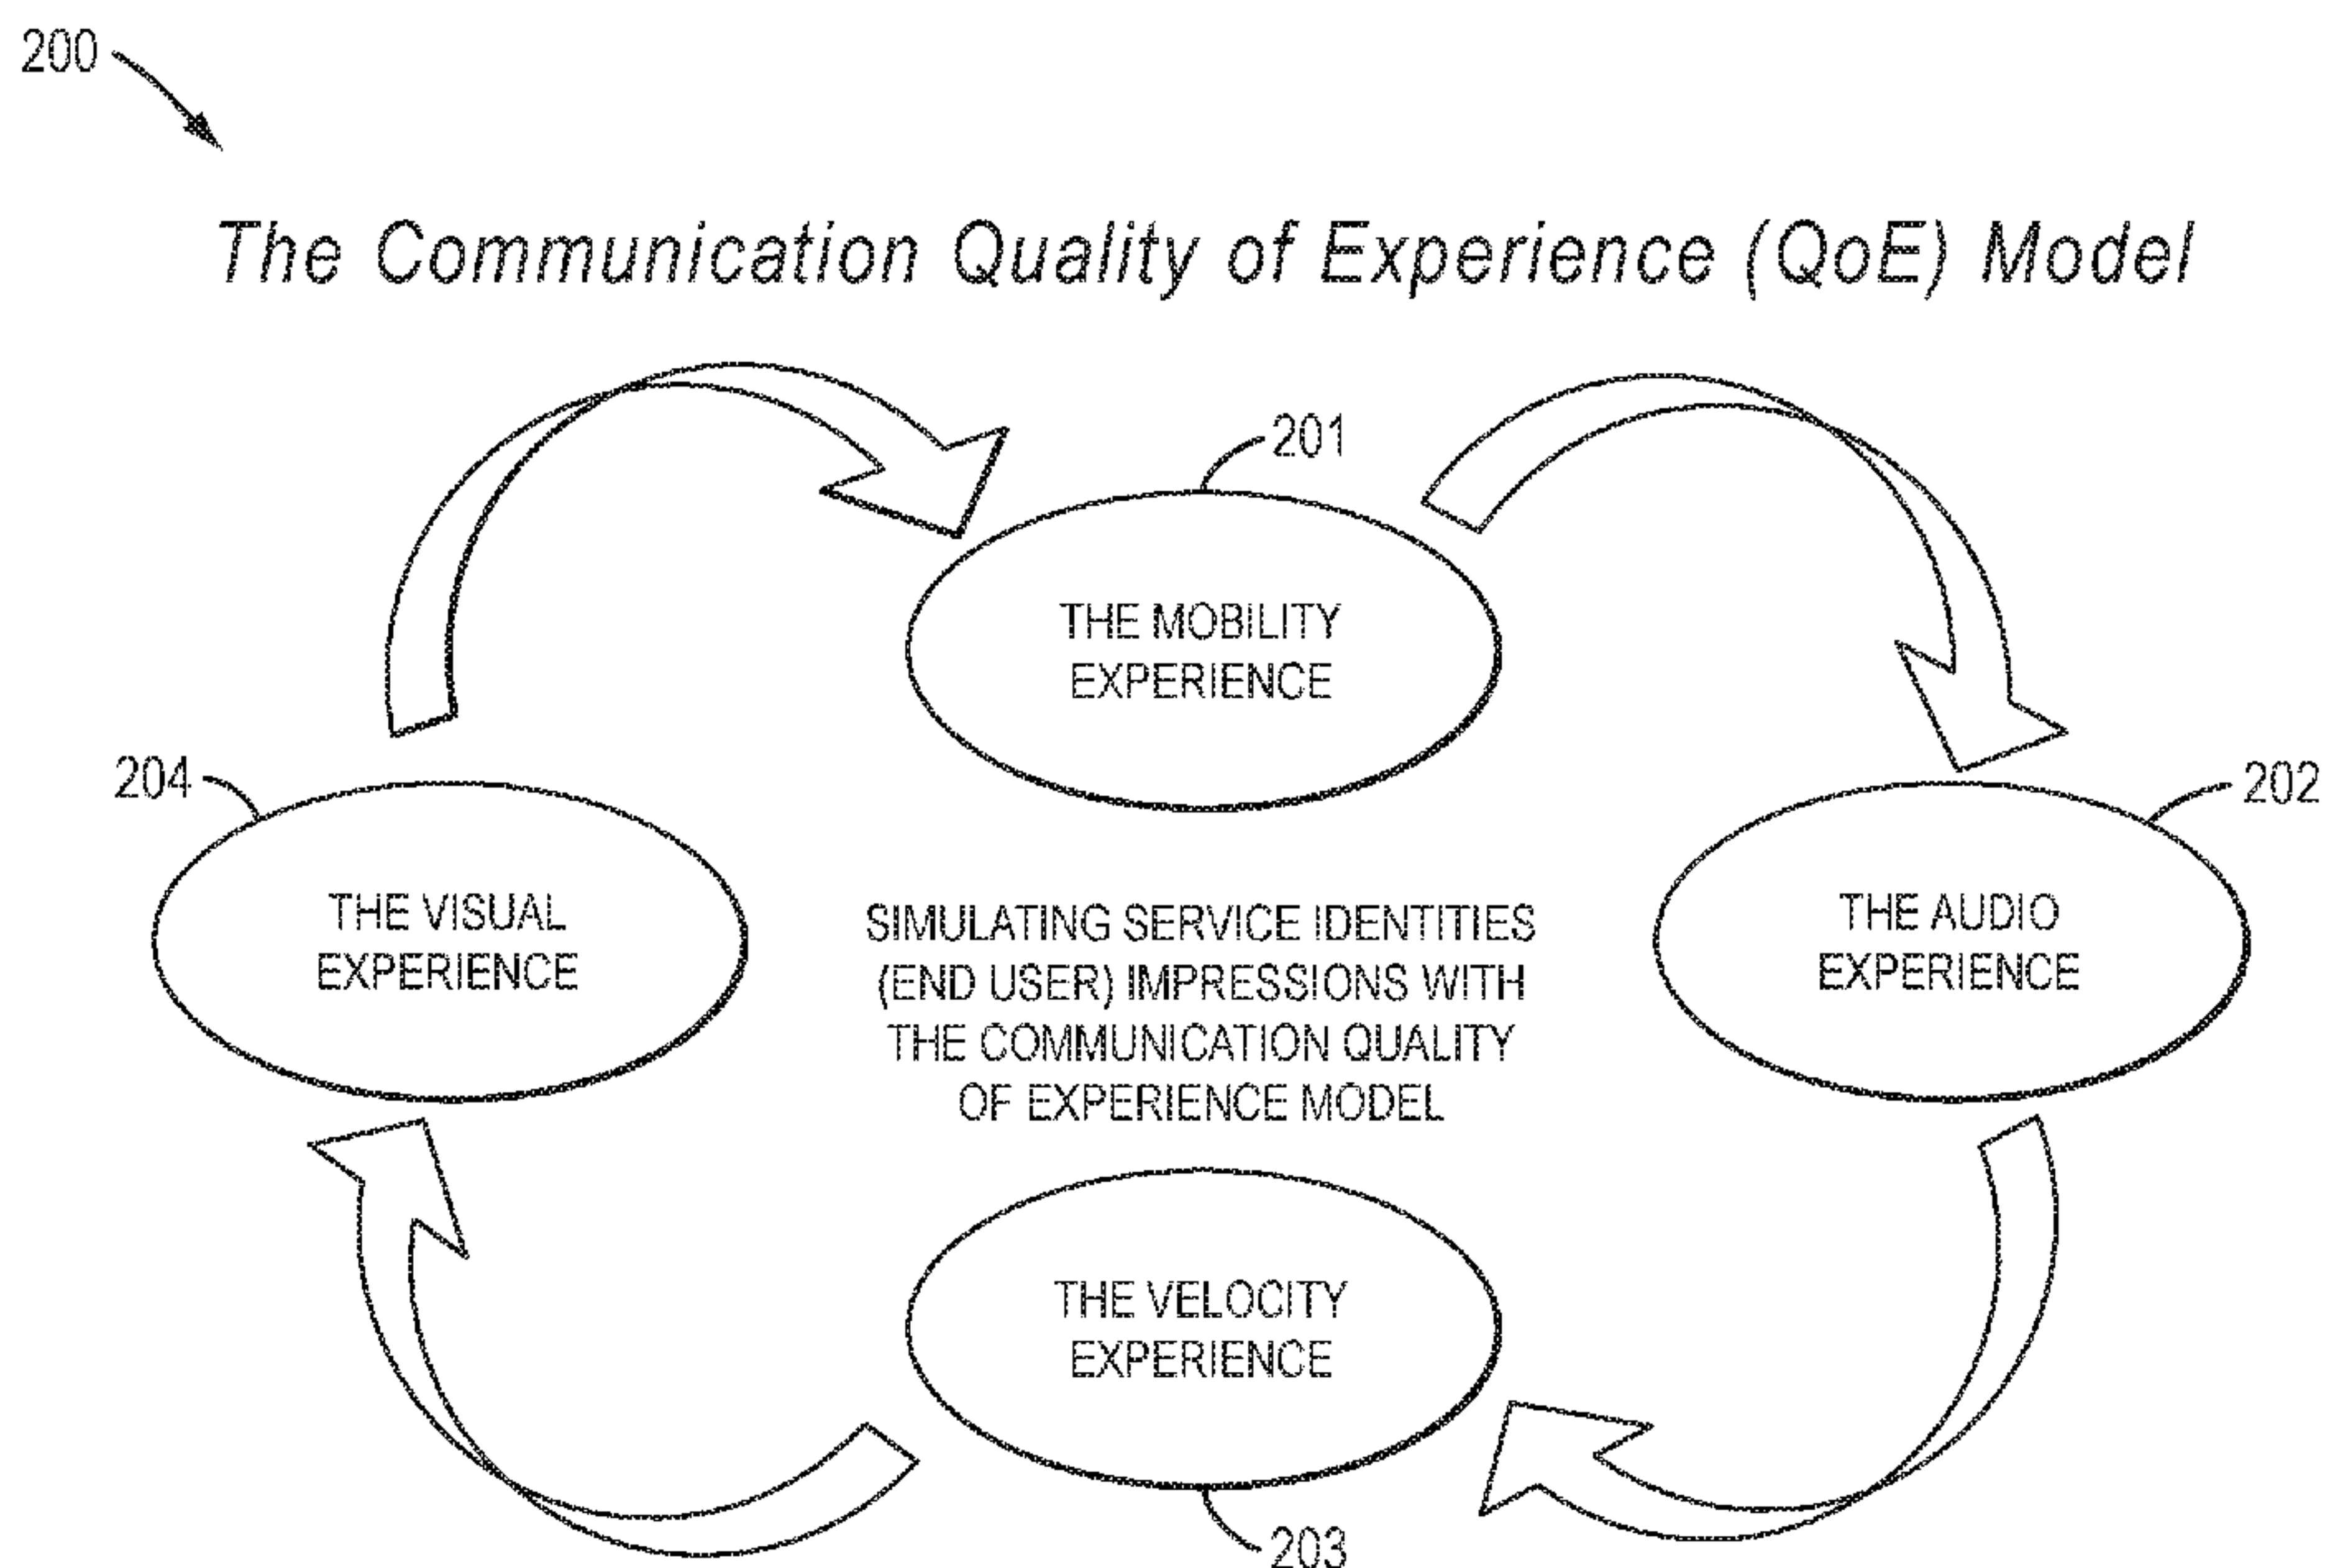 200
The Communication Quality of Experience (QoE) Model
201
THE MOBILITY
EXPERIENCE
204
202
THE VISUAL
EXPERIENCE
SIMULATING SERVICE IDENTITIES
(END USER) IMPRESSIONS WITH
THE COMMUNICATION QUALITY
OF EXPERIENCE MODEL
THE AUDIO
EXPERIENCE
THE VELOCITY
EXPERIENCE
203